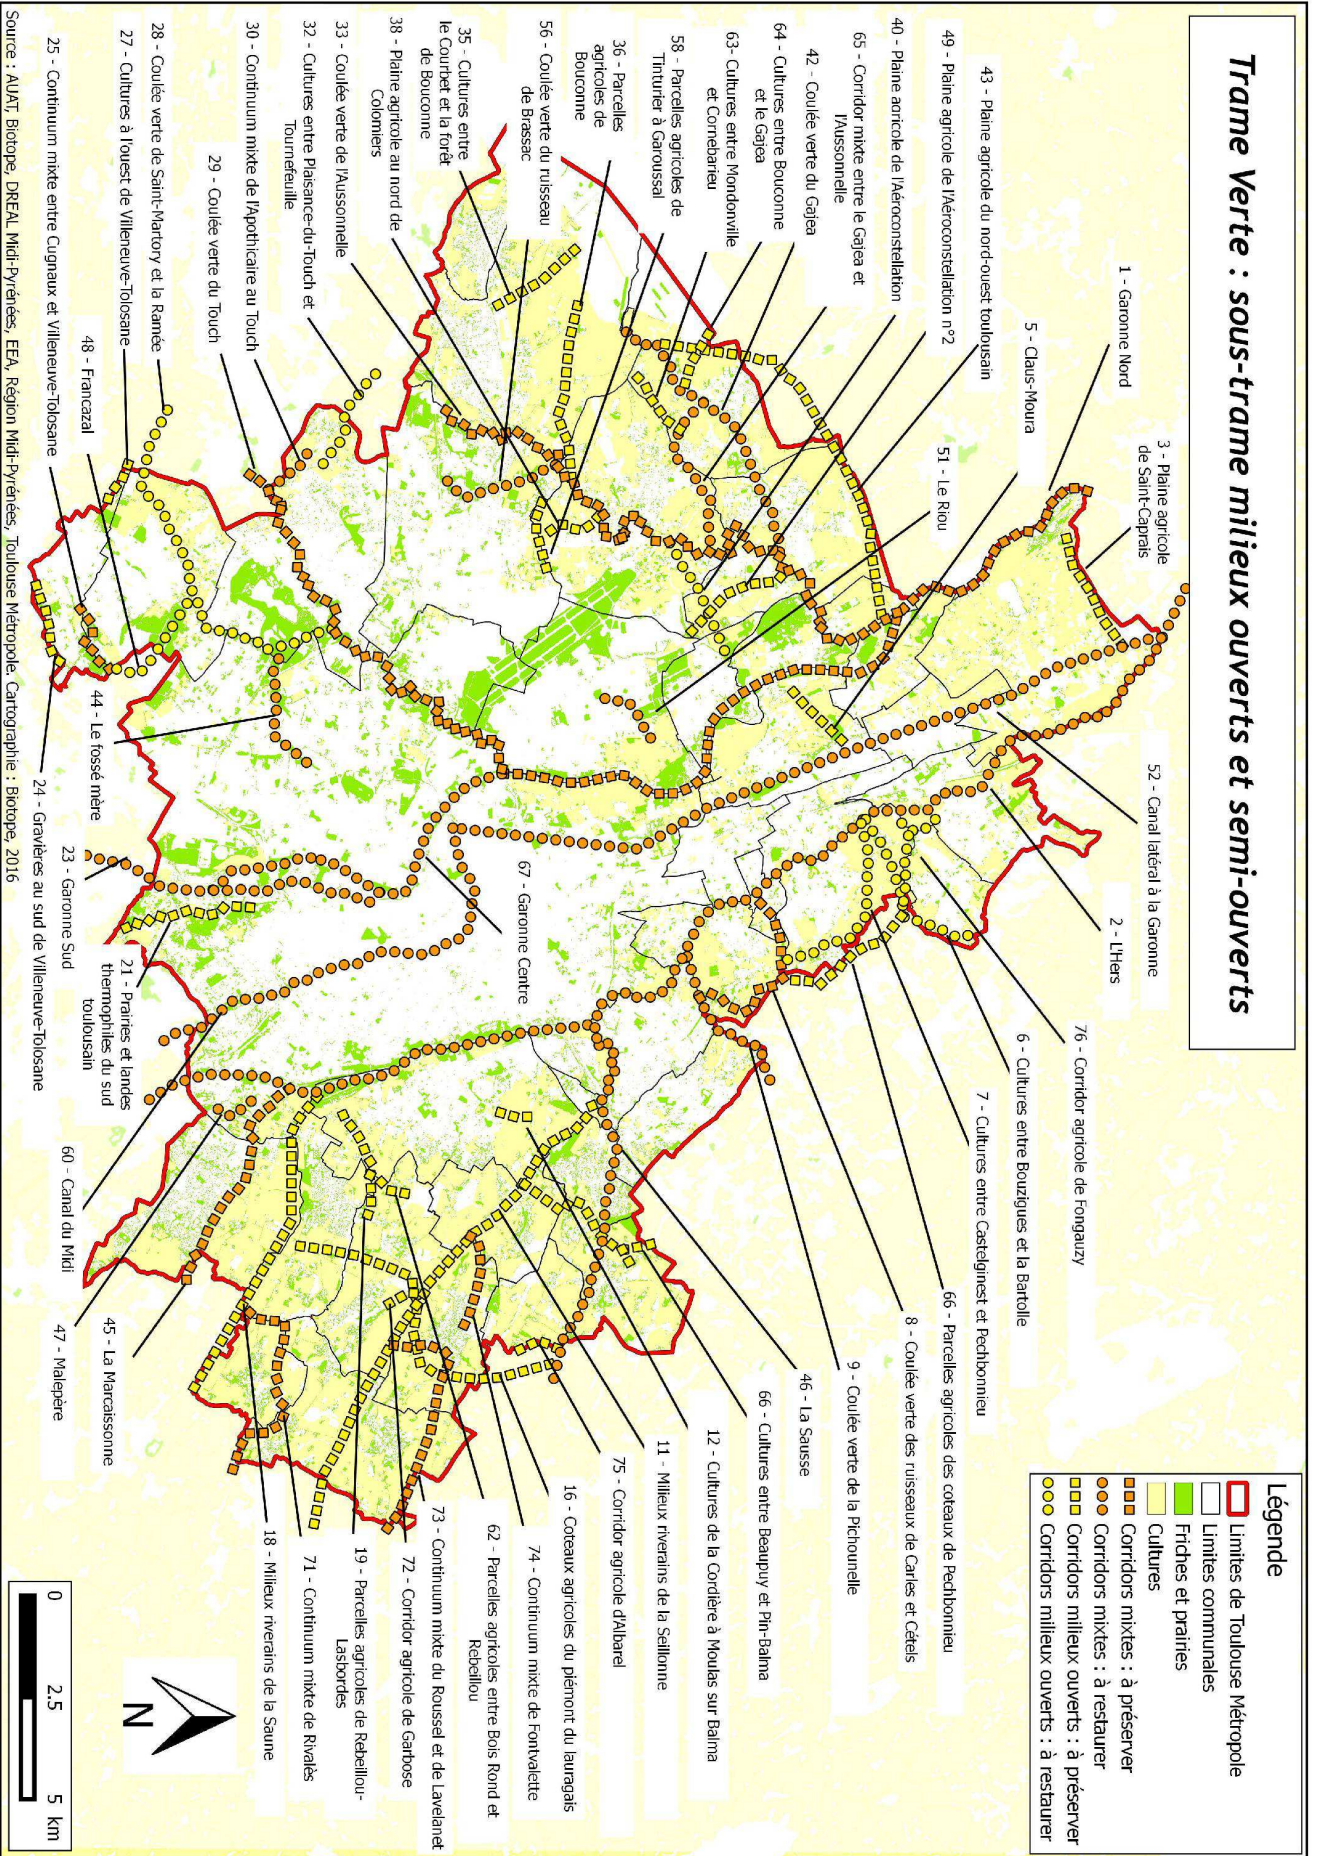 Trame Verte : sous-trame milieux ouverts et semi-ouverts
43 - Plaine agricole du nord-ouest toulousain
49 - Plaine agricole de l'Aéroconstellation n°2
40 - Plaine agricole de l'Aéroconstellation
65 - Corridor mixte entre le Gajea et
l'Aussonnelle
42 - Coulée verte du Gajea
64 - Cultures entre Bouconne
et le Gajea
63- Cultures entre Mondonville
et Cornebarieu
58 - Parcelles agricoles de
Tinturier à Garoussal
36 - Parcelles
agricoles de
Bouconne
56 - Coulée verte du ruisseau
de Brassac
35 - Cultures entre
le Courbet et la forêt
de Bouconne
38 - Plaine agricole au nord de
Colomiers
33 - Coulée verte de l'Aussonnelle
32 - Cultures entre Plaisance-du-Touch et
Tournefeuille
30 - Continuum mixte de l'Apothicaire au Touch
29 - Coulée verte du Touch
28 - Coulée verte de Saint-Martory et la Ramée
27 - Cultures à l'ouest de Villeneuve-Tolosane
48 - Francazal
25 - Continuum mixte entre Cugnaux et Villeneuve-Tolosane
1 - Garonne Nord
3 - Plaine agricole
de Saint-Caprais
5 - Claus-Moura
51 - Le Riou
52 - Canal latéral à la Garonne
2 - L'Hers
76 - Corridor agricole de Fongauzy
6 - Cultures entre Bouzigues et la Bartolle
7 - Cultures entre Castelginest et Pechbonnieu
66 - Parcelles agricoles des coteaux de Pechbonnieu
8 - Coulée verte des ruisseaux de Carles et Cétels
9 - Coulée verte de la Pichounelle
46 - La Sausse
66 - Cultures entre Beaupuy et Pin-Balma
12 - Cultures de la Cordière à Moulas sur Balma
11 - Milieux riverains de la Seillonne
75 - Corridor agricole d'Albarel
16 - Coteaux agricoles du piémont du lauragais
74 - Continuum mixte de Fontvalette
62 - Parcelles agricoles entre Bois Rond et
Rebeillou
73 - Continuum mixte du Roussel et de Lavelanet
72 - Corridor agricole de Garbose
19 - Parcelles agricoles de Rebeillou-
Lasbordes
71 - Continuum mixte de Rivalès
18 - Milieux riverains de la Saune
67 - Garonne Centre
44 - Le fossé mère
24 - Gravières au sud de Villeneuve-Tolosane
23 - Garonne Sud
21 - Prairies et landes
thermophiles du sud
toulousain
60 - Canal du Midi
47 - Malepère
45 - La Marcaissonne
Légende
Limites de Toulouse Métropole
Limites communales
Friches et prairies
Cultures
Corridors mixtes : à préserver
Corridors mixtes : à restaurer
Corridors milieux ouverts : à préserver
Corridors milieux ouverts : à restaurer
N
0 2.5 5 km
Source : AUAT, Biotope, DREAL Midi-Pyrénées, EEA, Région Midi-Pyrénées, Toulouse Métropole. Cartographie : Biotope, 2016